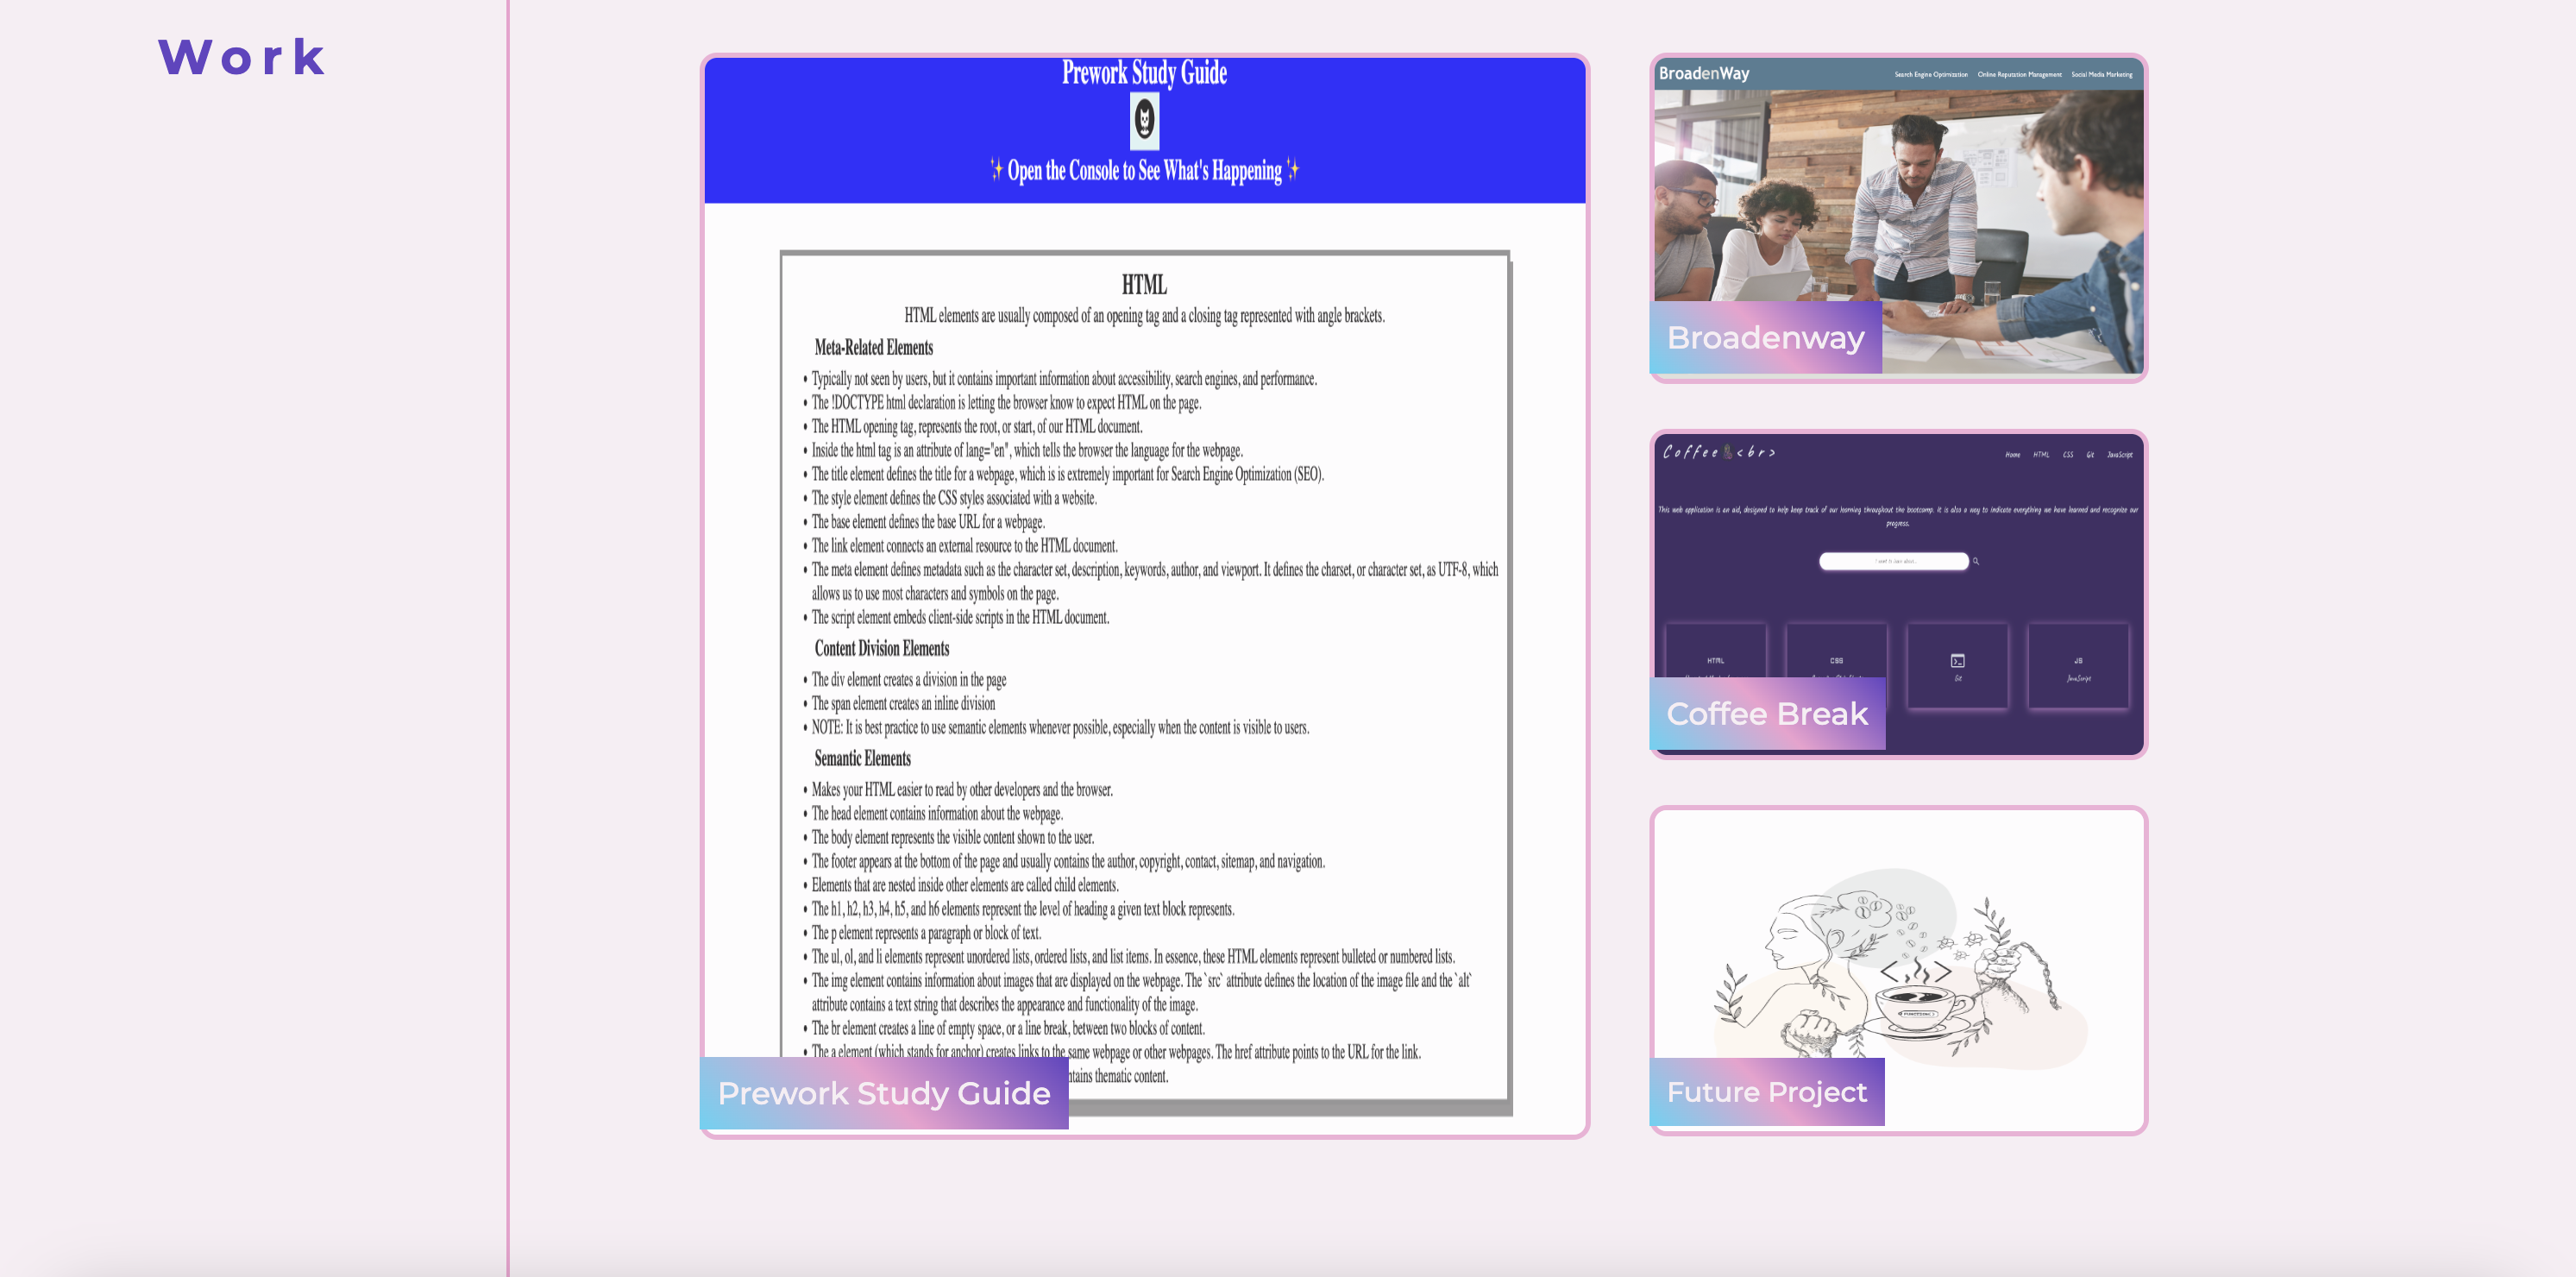 Work
Prework Study Guide
✨ Open the Console to See What's Happening ✨
HTML
HTML elements are usually composed of an opening tag and a closing tag represented with angle brackets.
Meta-Related Elements
• Typically not seen by users, but it contains important information about accessibility, search engines, and performance.
• The !DOCTYPE html declaration is letting the browser know to expect HTML on the page.
• The HTML opening tag, represents the root, or start, of our HTML document.
• Inside the html tag is an attribute of lang="en", which tells the browser the language for the webpage.
• The title element defines the title for a webpage, which is is extremely important for Search Engine Optimization (SEO).
• The style element defines the CSS styles associated with a website.
• The base element defines the base URL for a webpage.
• The link element connects an external resource to the HTML document.
• The meta element defines metadata such as the character set, description, keywords, author, and viewport. It defines the charset, or character set, as UTF-8, which
allows us to use most characters and symbols on the page.
• The script element embeds client-side scripts in the HTML document.
Content Division Elements
• The div element creates a division in the page
• The span element creates an inline division
• NOTE: It is best practice to use semantic elements whenever possible, especially when the content is visible to users.
Semantic Elements
• Makes your HTML easier to read by other developers and the browser.
• The head element contains information about the webpage.
• The body element represents the visible content shown to the user.
• The footer appears at the bottom of the page and usually contains the author, copyright, contact, sitemap, and navigation.
• Elements that are nested inside other elements are called child elements.
• The h1, h2, h3, h4, h5, and h6 elements represent the level of heading a given text block represents.
• The p element represents a paragraph or block of text.
• The ul, ol, and li elements represent unordered lists, ordered lists, and list items. In essence, these HTML elements represent bulleted or numbered lists.
• The img element contains information about images that are displayed on the webpage. The `src` attribute defines the location of the image file and the `alt`
attribute contains a text string that describes the appearance and functionality of the image.
• The br element creates a line of empty space, or a line break, between two blocks of content.
• The a element (which stands for anchor) creates links to the same webpage or other webpages. The href attribute points to the URL for the link.
ntains thematic content.
Prework Study Guide
BroadenWay
Search Engine Optimization Online Reputation Management Social Media Marketing
Broadenway
Coffee <br>
Home HTML CSS Git JavaScript
This web application is an aid, designed to help keep track of our learning throughout the bootcamp. It is also a way to indicate everything we have learned and recognize our
progress.
I want to learn about...
HTML CSS JS
Git JavaScript
Coffee Break
Future Project